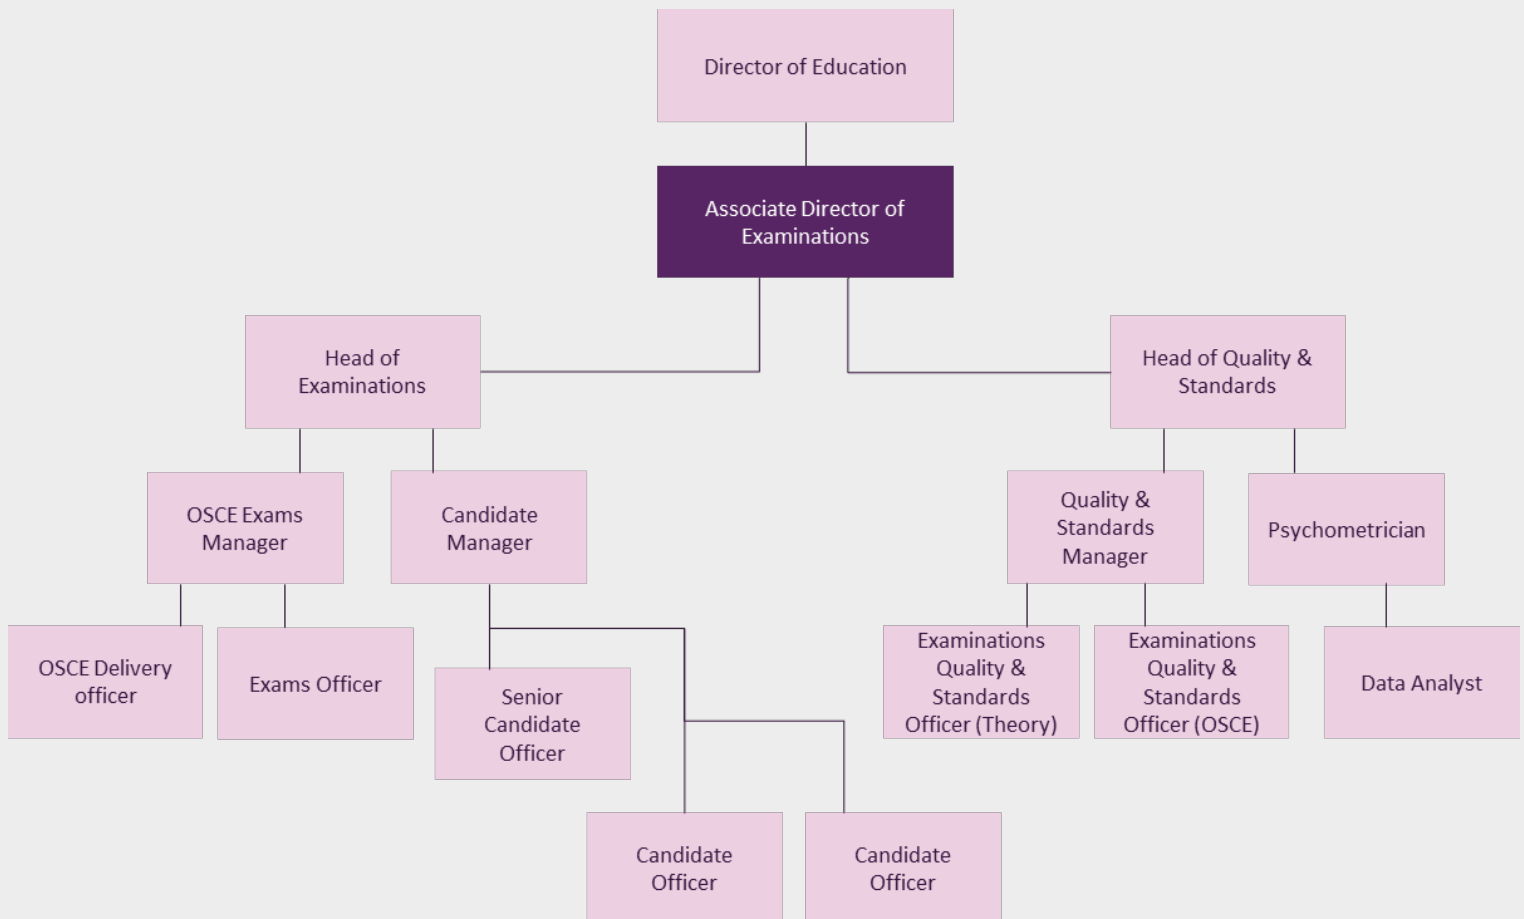 Director of Education
Associate Director of
Examinations
Head of
Examinations
Head of Quality &
Standards
OSCE Exams
Manager
Candidate
Manager
Quality &
Standards
Manager
Psychometrician
OSCE Delivery
officer
Exams Officer
Senior
Candidate
Officer
Examinations
Quality &
Standards
Officer (Theory)
Examinations
Quality &
Standards
Officer (OSCE)
Data Analyst
Candidate
Officer
Candidate
Officer